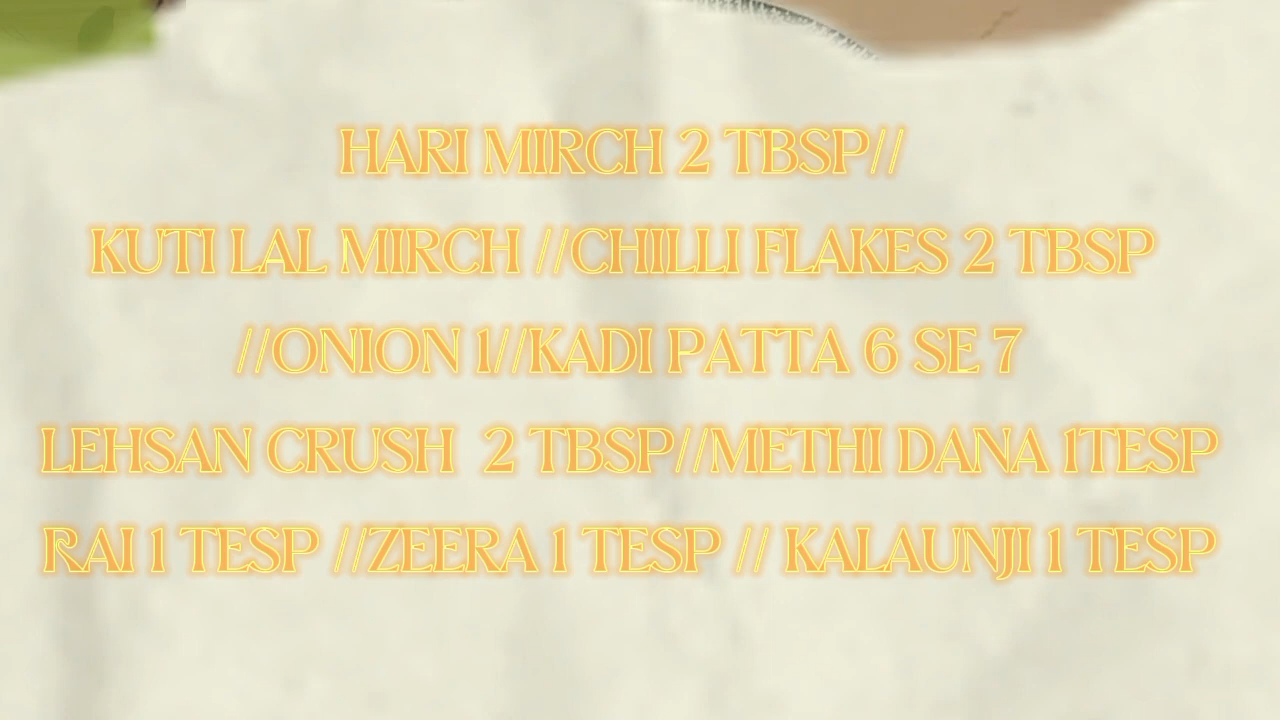 HARI MIRCH 2 TBSP//
KUTI LAL MIRCH //CHILLI FLAKES 2 TBSP
//ONION 1//KADI PATTA 6 SE 7
LEHSAN CRUSH 2 TBSP//METHI DANA 1TESP
RAI 1 TESP //ZEERA 1 TESP // KALAUNJI 1 TESP